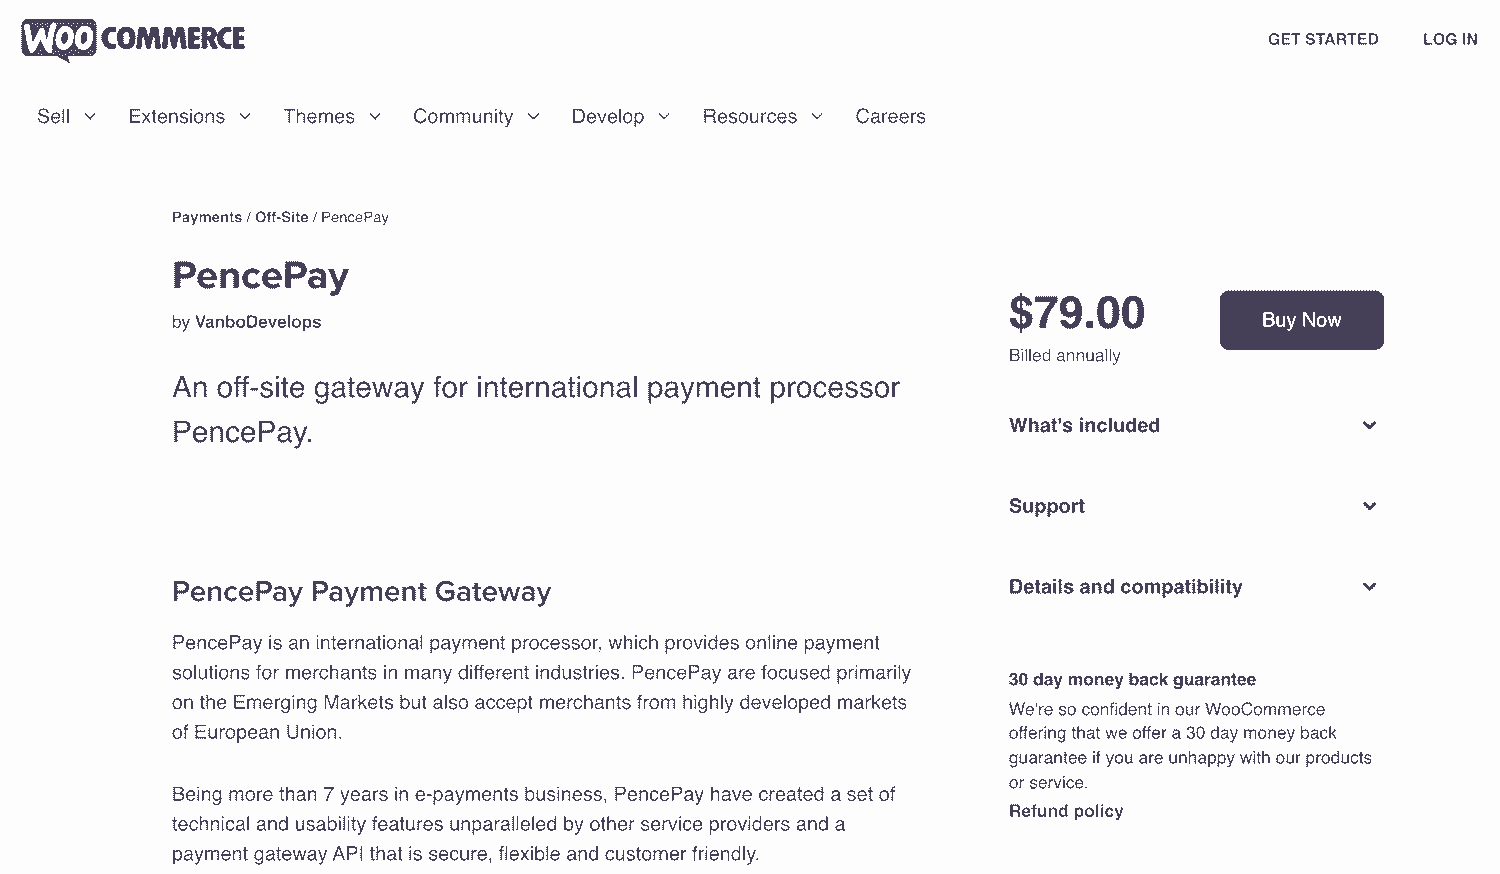 WOO COMMERCE
GET STARTED LOG IN
Sell Extensions Themes Community Develop Resources Careers
Payments / Off-Site / PencePay
PencePay
by VanboDevelops
An off-site gateway for international payment processor
PencePay.
$79.00
Buy Now
Billed annually
What's included
Support
Details and compatibility
PencePay Payment Gateway
PencePay is an international payment processor, which provides online payment
solutions for merchants in many different industries. PencePay are focused primarily
on the Emerging Markets but also accept merchants from highly developed markets
of European Union.
Being more than 7 years in e-payments business, PencePay have created a set of
technical and usability features unparalleled by other service providers and a
payment gateway API that is secure, flexible and customer friendly.
30 day money back guarantee
We're so confident in our WooCommerce
offering that we offer a 30 day money back
guarantee if you are unhappy with our products
or service.
Refund policy